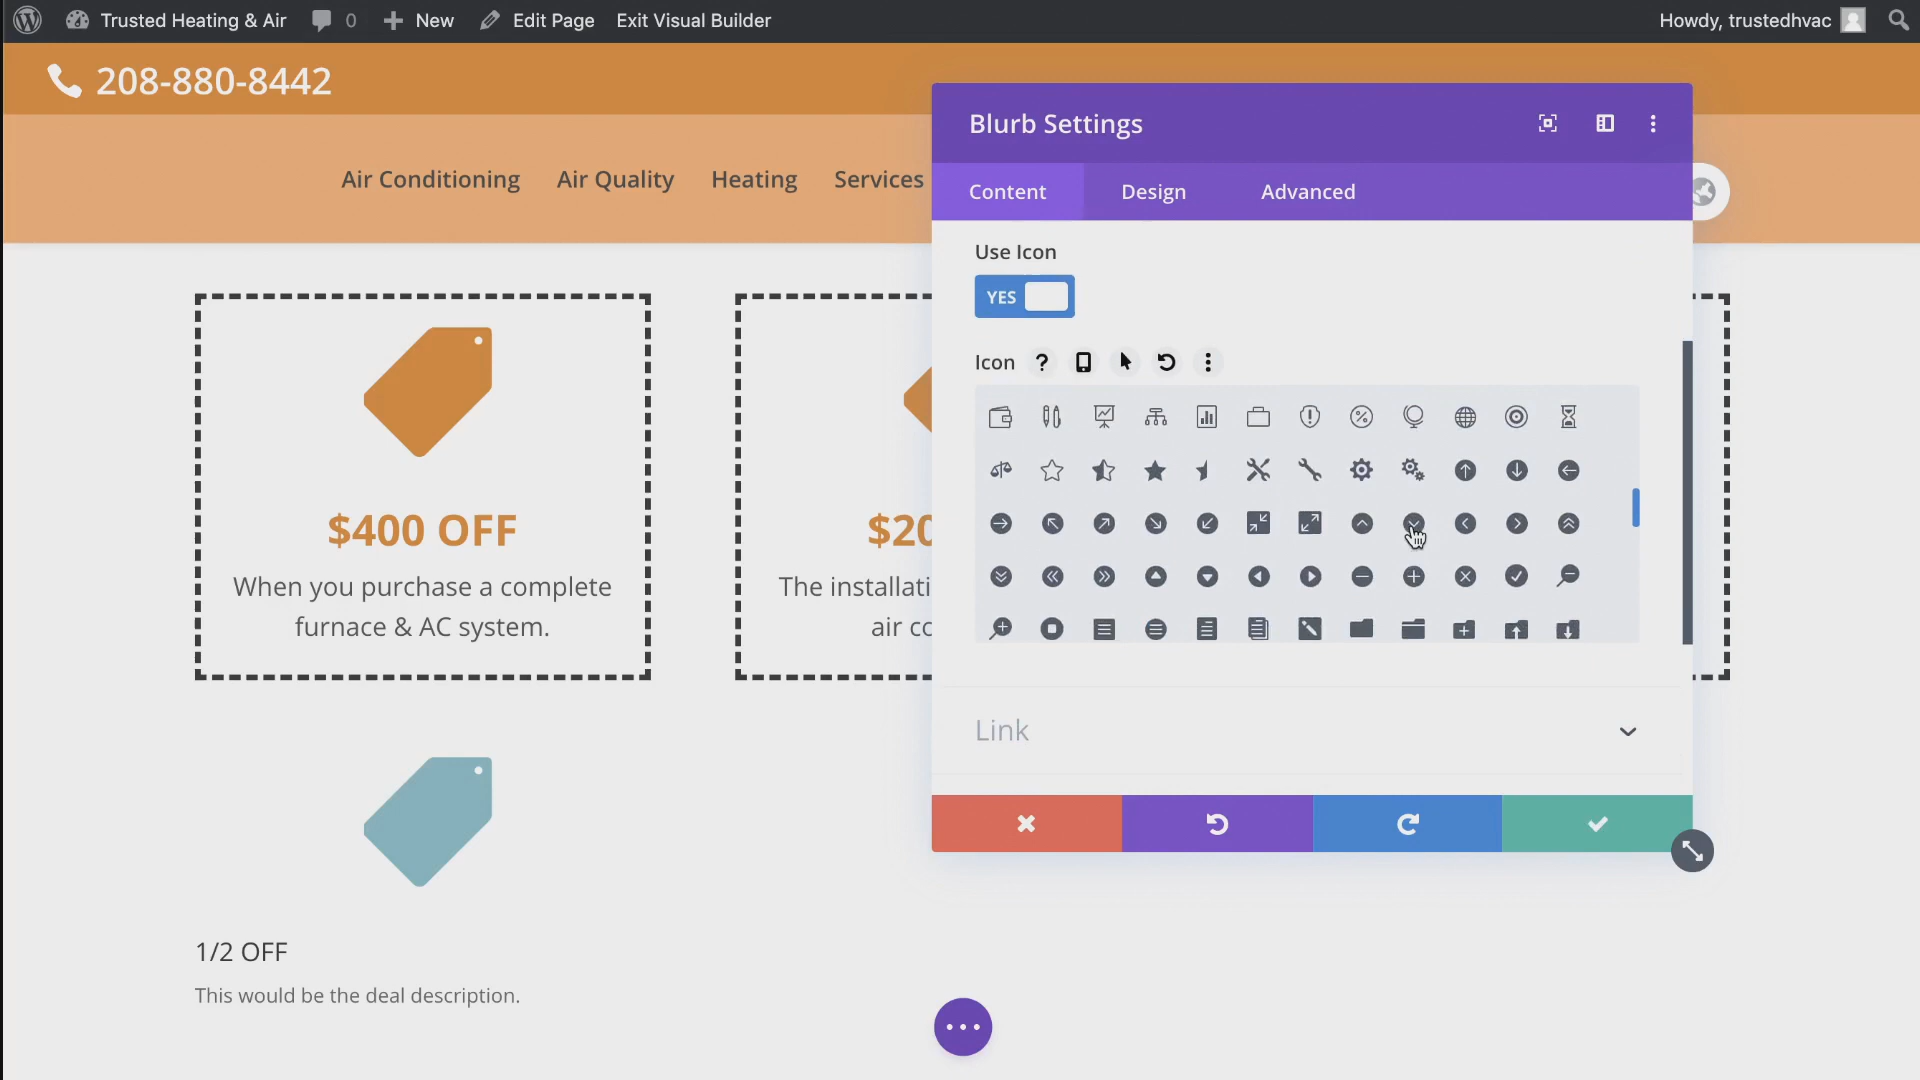 Trusted Heating & Air 0 New Edit Page Exit Visual Builder Howdy, trustedhvac
208-880-8442
Air Conditioning Air Quality Heating Services
Blurb Settings
Content Design Advanced
Use Icon
YES
Icon ?
$400 OFF
When you purchase a complete
furnace & AC system.
$20
The installati
air co
Link
1/2 OFF
This would be the deal description.